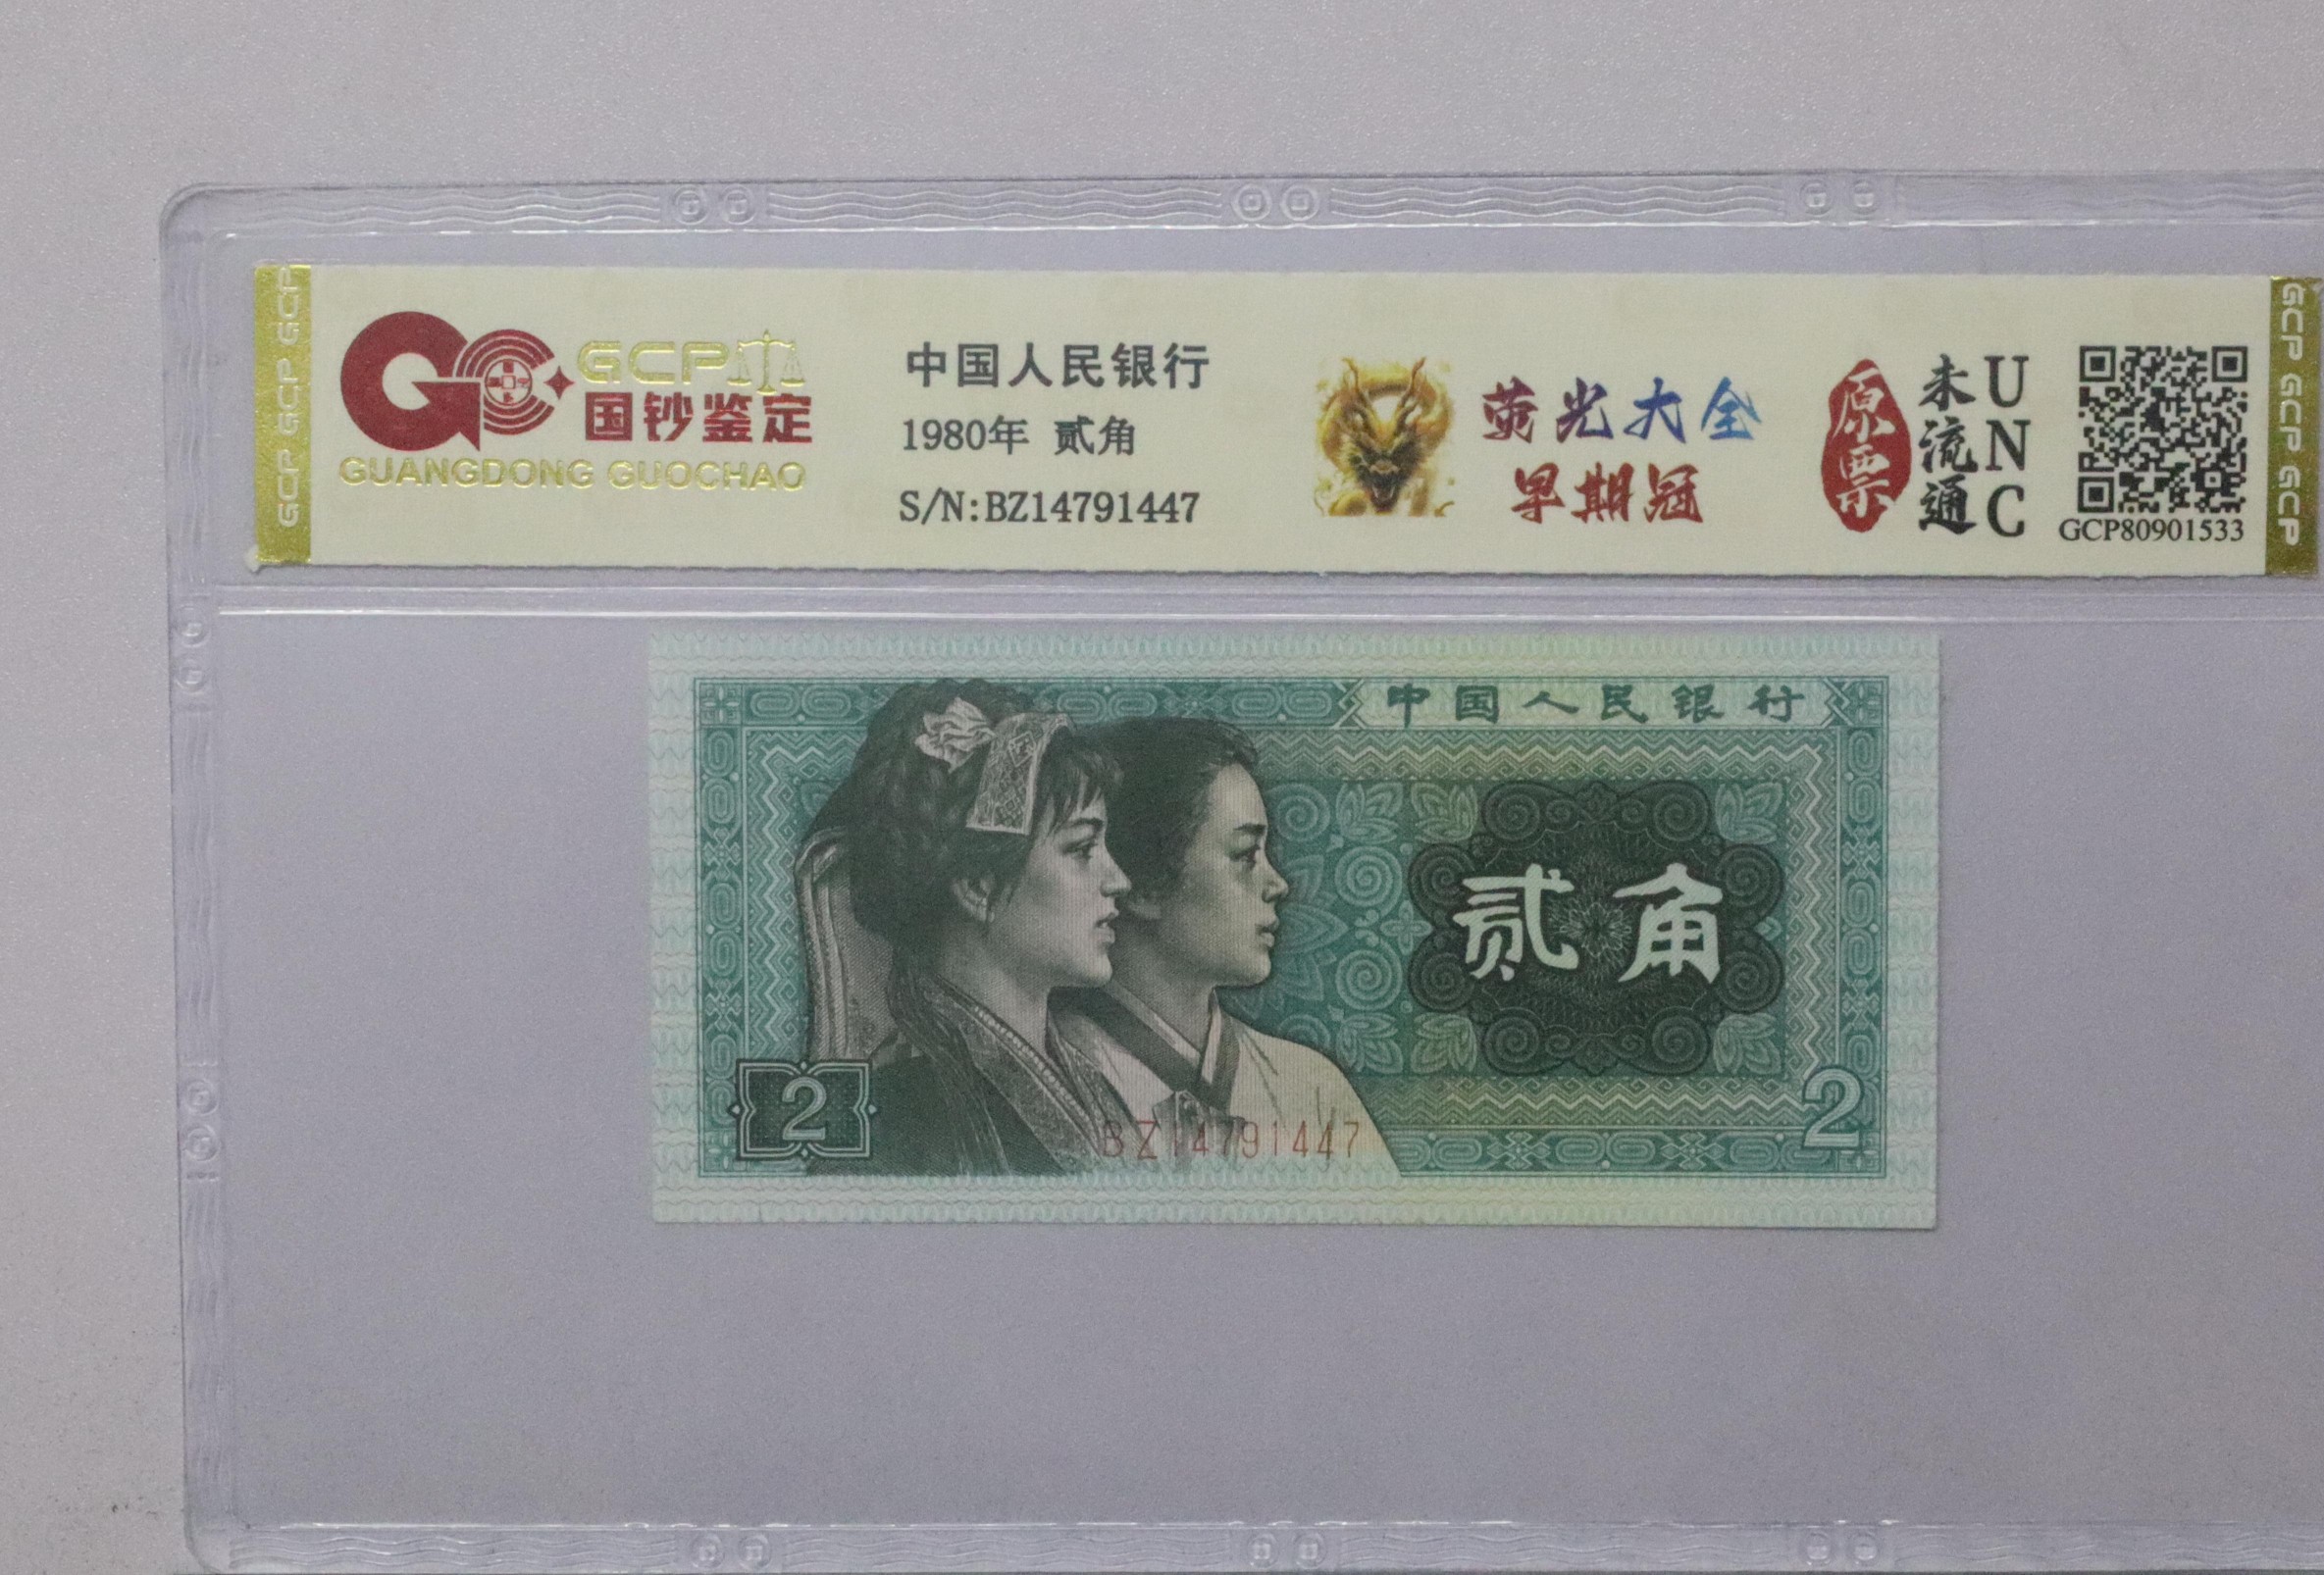 GCP GCP GCP
GCP
国钞鉴定
GUANGDONG GUOCHAO
中国人民银行
1980年 贰角
S/N:BZ14791447
荧光大全
早期冠
原票
未流通
UNC
GCP80901533
GCP GCP GCP
中国人民银行
贰角
2
BZ14791447
2